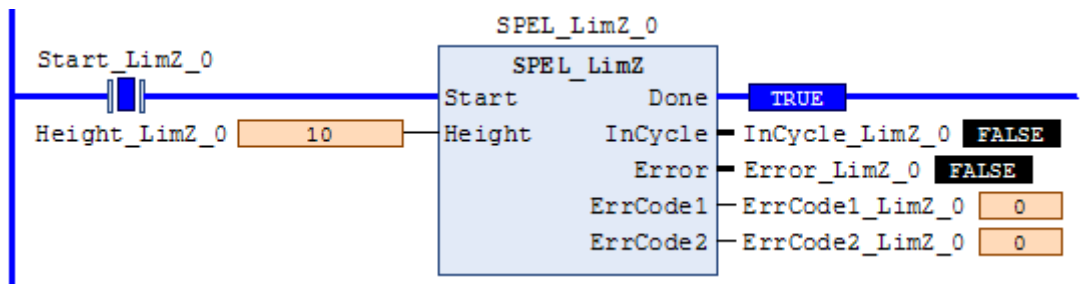 SPEL_LimZ_0
Start_LimZ_0
SPEL_LimZ
Start Done TRUE
Height_LimZ_0 10 Height InCycle InCycle_LimZ_0 FALSE
Error Error_LimZ_0 FALSE
ErrCode1 ErrCode1_LimZ_0 0
ErrCode2 ErrCode2_LimZ_0 0